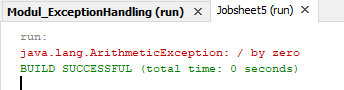 Modul_ExceptionHandling (run) × Jobsheet5 (run) ×
run:
java.lang.ArithmeticException: / by zero
BUILD SUCCESSFUL (total time: 0 seconds)